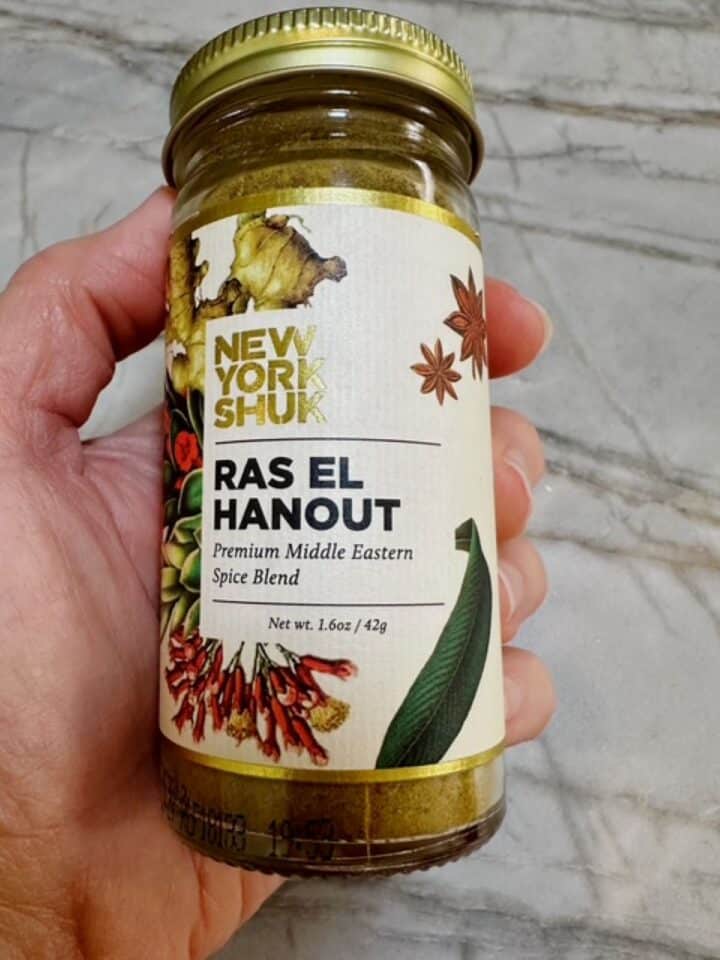 NEW
YORK
SHUK
RAS EL
HANOUT
Premium Middle Eastern
Spice Blend
Net wt. 1.6oz / 42g